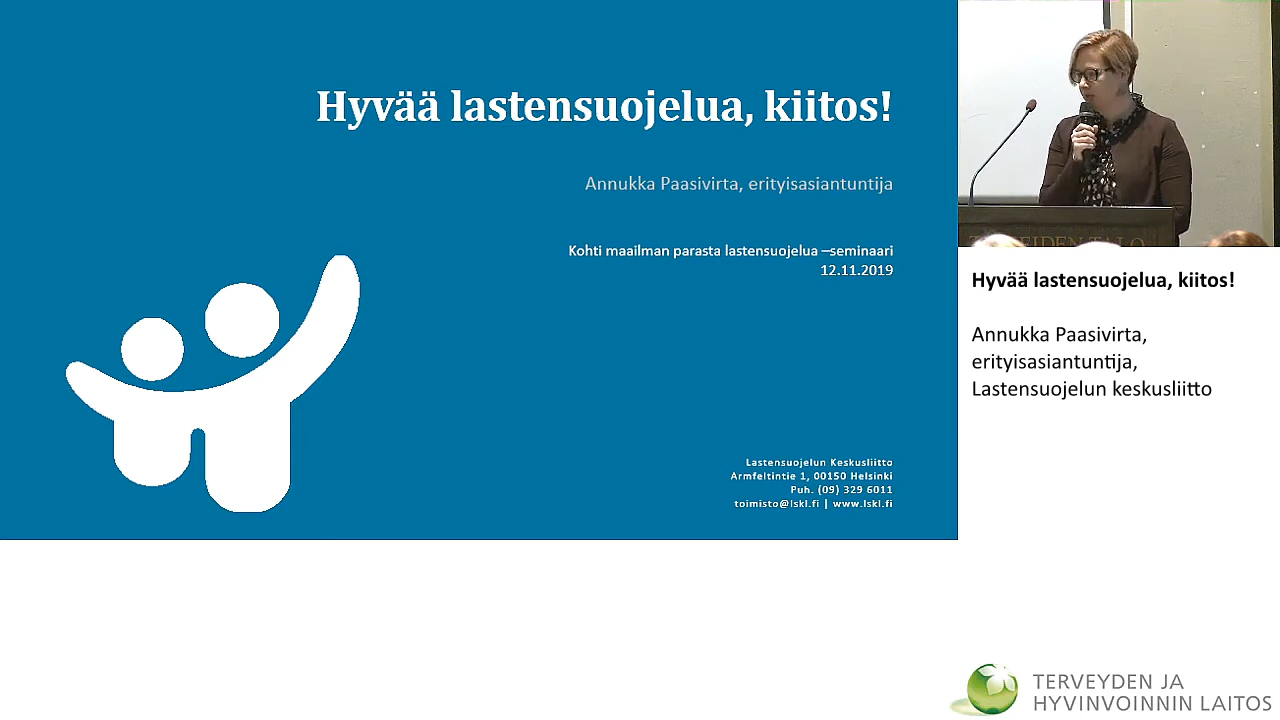 Hyvää lastensuojelua, kiitos!
Annukka Paasivirta, erityisasiantuntija
Kohti maailman parasta lastensuojelua –seminaari
12.11.2019
Lastensuojelun Keskusliitto
Armfeltintie 1, 00150 Helsinki
Puh. (09) 329 6011
toimisto@lskl.fi | www.lskl.fi
TERVEYDEN TALO
Hyvää lastensuojelua, kiitos!
Annukka Paasivirta,
erityisasiantuntija,
Lastensuojelun keskusliitto
TERVEYDEN JA
HYVINVOINNIN LAITOS